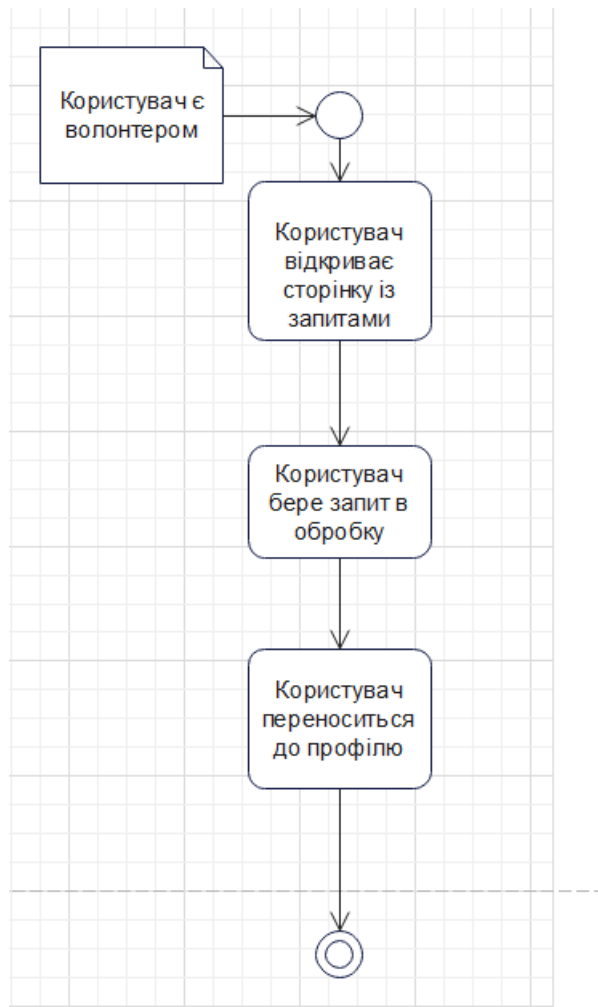 Користувач є
волонтером
Користувач
відкриває
сторінку із
запитами
Користувач
бере запит в
обробку
Користувач
переноситься
до профілю